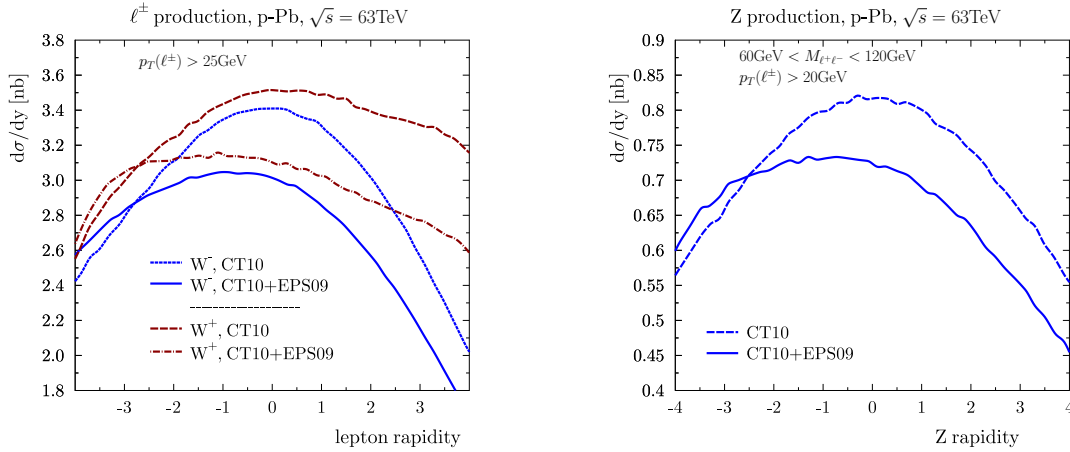 ℓ± production, p-Pb, √s = 63TeV
pT(ℓ±) > 25GeV
dσ/dy [nb]
3.8
3.6
3.4
3.2
3.0
2.8
2.6
2.4
2.2
2.0
1.8
W-, CT10
W-, CT10+EPS09
--------------------
W+, CT10
W+, CT10+EPS09
-3 -2 -1 0 1 2 3
lepton rapidity
Z production, p-Pb, √s = 63TeV
60GeV < Mℓ+ℓ- < 120GeV
pT(ℓ±) > 20GeV
dσ/dy [nb]
0.9
0.85
0.8
0.75
0.7
0.65
0.6
0.55
0.5
0.45
0.4
CT10
CT10+EPS09
-4 -3 -2 -1 0 1 2 3 4
Z rapidity